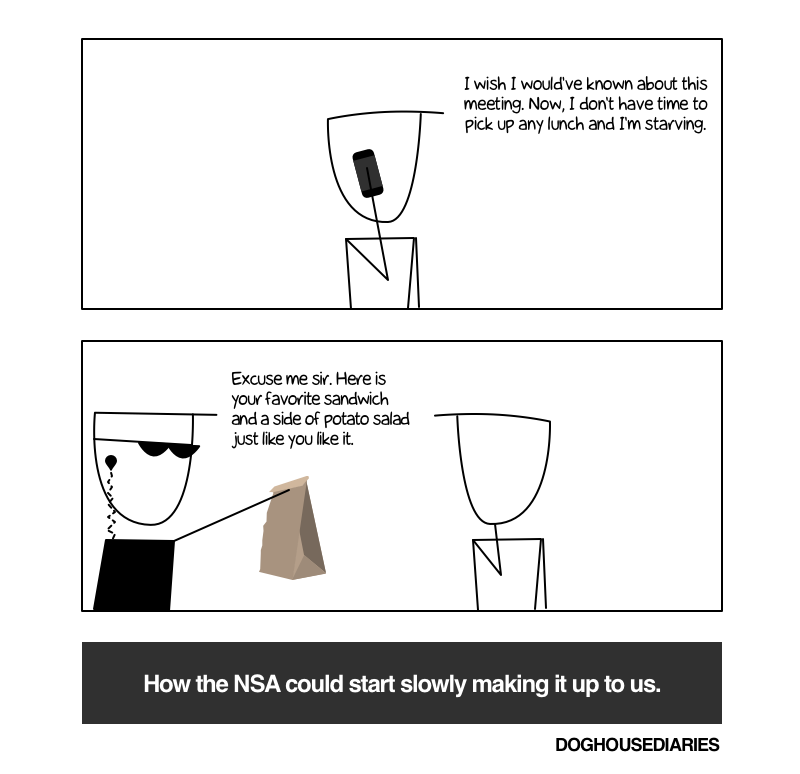 I wish I would've known about this
meeting. Now, I don't have time to
pick up any lunch and I'm starving.
Excuse me sir. Here is
your favorite sandwich
and a side of potato salad
just like you like it.
How the NSA could start slowly making it up to us.
DOGHOUSEDIARIES